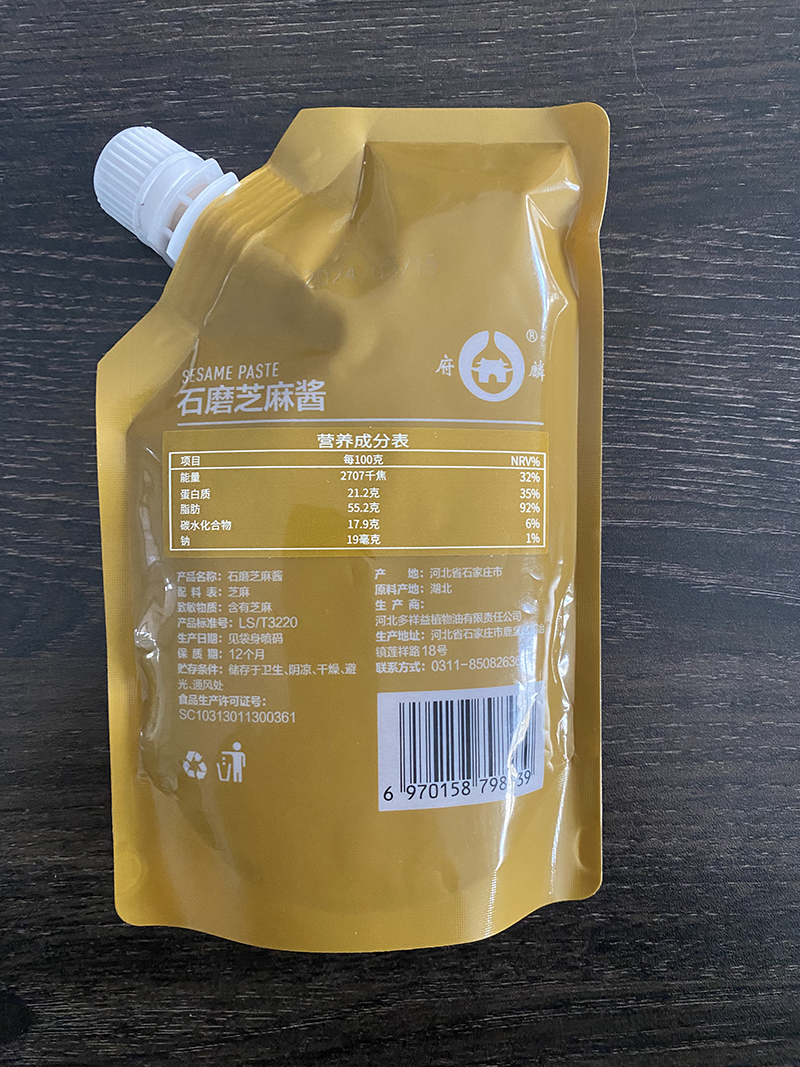 府 麟
®
SESAME PASTE
石磨芝麻酱
营养成分表
项目 每100克 NRV%
能量 2707千焦 32%
蛋白质 21.2克 35%
脂肪 55.2克 92%
碳水化合物 17.9克 6%
钠 19毫克 1%
产品名称：石磨芝麻酱
配 料 表：芝麻
致敏物质：含有芝麻
产品标准号：LS/T3220
生产日期：见袋身喷码
保 质 期：12个月
贮存条件：储存于卫生、阴凉、干燥、避
光、通风处
食品生产许可证号：
SC10313011300361
产 地：河北省石家庄市
原料产地：湖北
生 产 商：
河北多祥益植物油有限责任公司
生产地址：河北省石家庄市鹿
镇莲祥路18号
联系方式：0311-8508263
6 970158 798 39